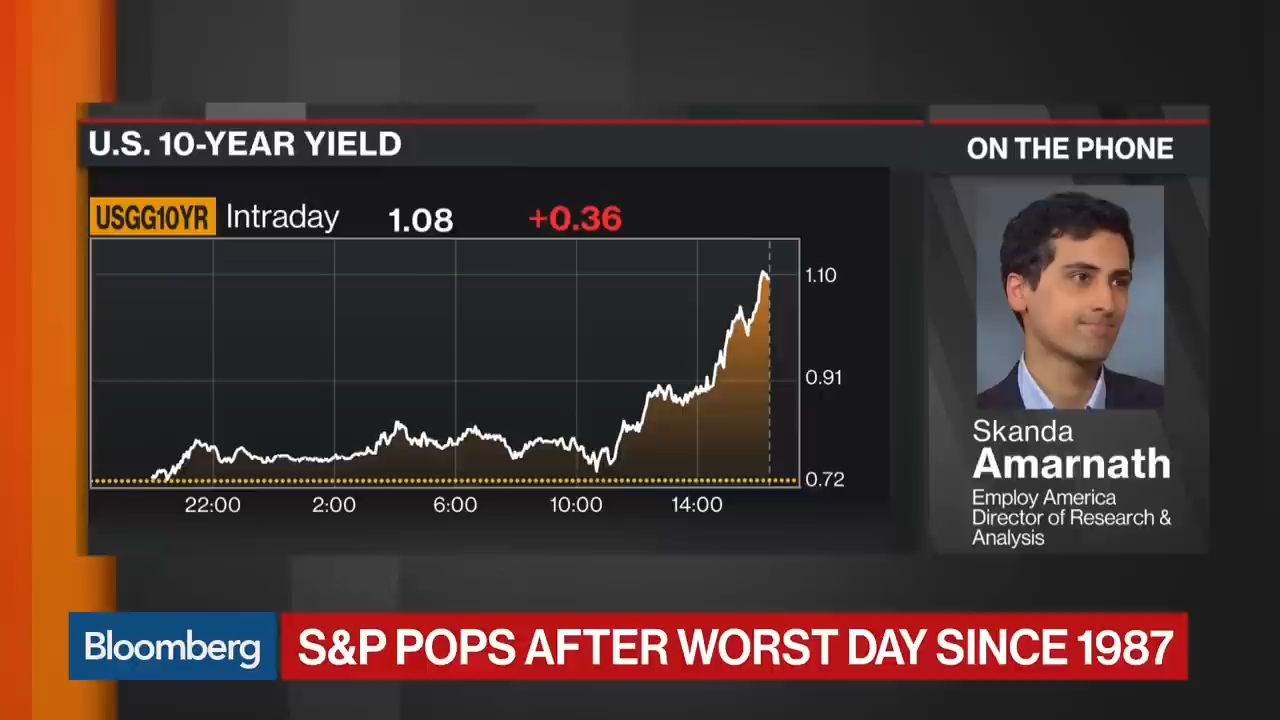 U.S. 10-YEAR YIELD
ON THE PHONE
USGG10YR Intraday 1.08 +0.36
1.10
0.91
0.72
22:00 2:00 6:00 10:00 14:00
Skanda
Amarnath
Employ America
Director of Research &
Analysis
Bloomberg S&P POPS AFTER WORST DAY SINCE 1987